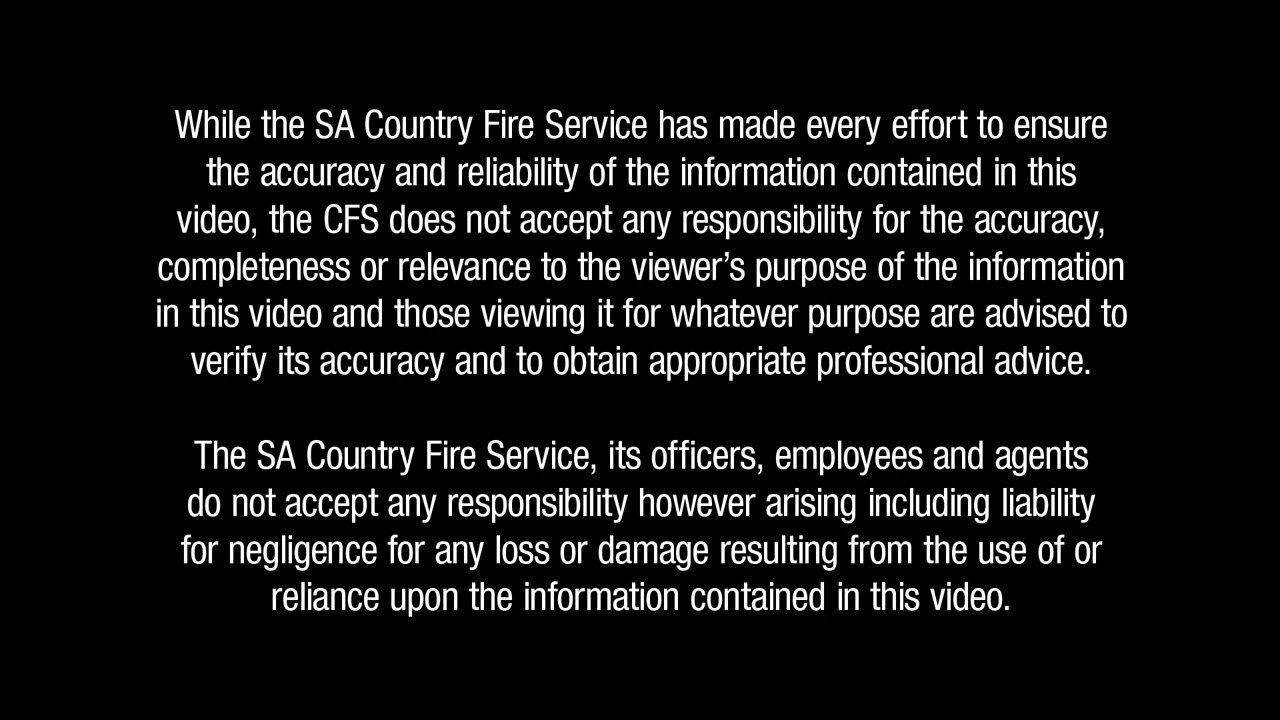 While the SA Country Fire Service has made every effort to ensure
the accuracy and reliability of the information contained in this
video, the CFS does not accept any responsibility for the accuracy,
completeness or relevance to the viewer’s purpose of the information
in this video and those viewing it for whatever purpose are advised to
verify its accuracy and to obtain appropriate professional advice.
The SA Country Fire Service, its officers, employees and agents
do not accept any responsibility however arising including liability
for negligence for any loss or damage resulting from the use of or
reliance upon the information contained in this video.